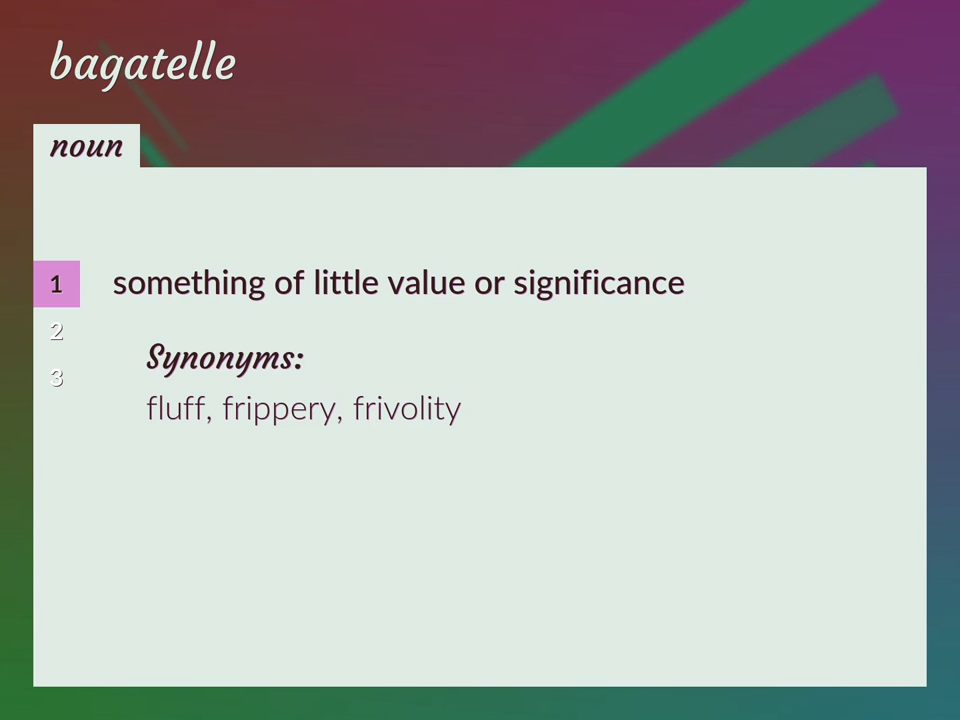 bagatelle
noun
1 something of little value or significance
2
3
Synonyms:
fluff, frippery, frivolity